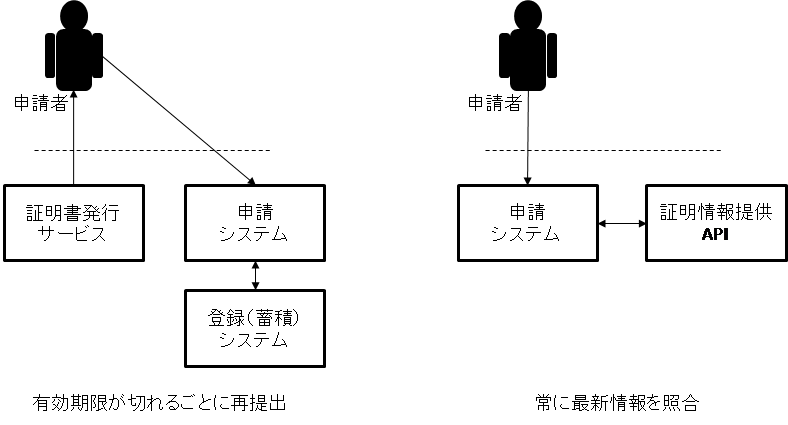 申請者
証明書発行
サービス
申請
システム
登録(蓄積)
システム
有効期限が切れるごとに再提出
申請者
申請
システム
証明情報提供
API
常に最新情報を照合